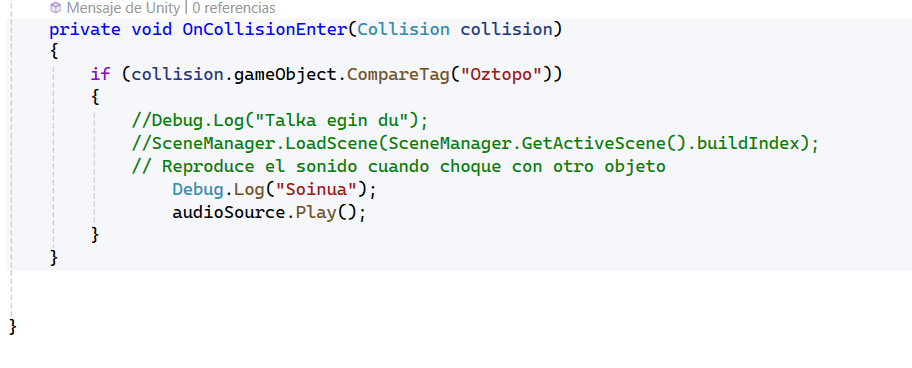 Mensaje de Unity | 0 referencias
private void OnCollisionEnter(Collision collision)
{
if (collision.gameObject.CompareTag("Oztopo"))
{
//Debug.Log("Talka egin du");
//SceneManager.LoadScene(SceneManager.GetActiveScene().buildIndex);
// Reproduce el sonido cuando choque con otro objeto
Debug.Log("Soinua");
audioSource.Play();
}
}
}